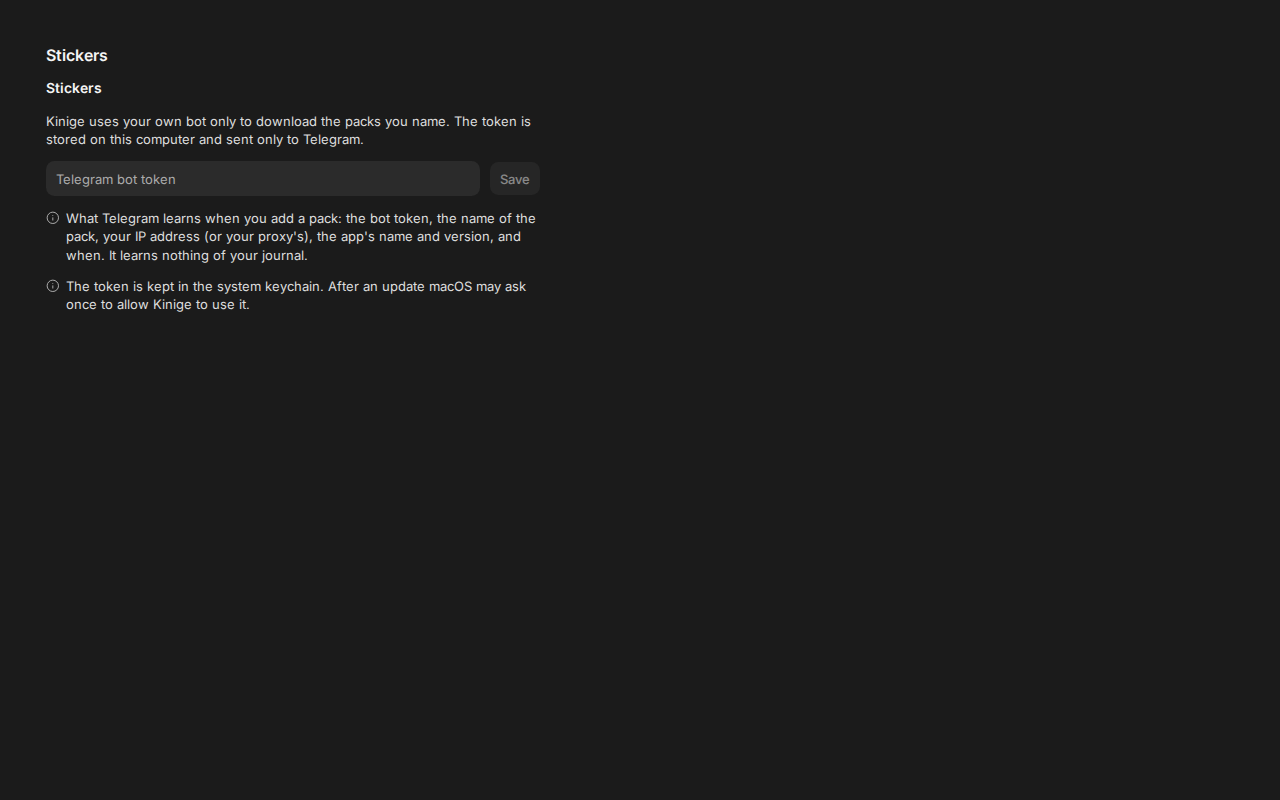 Stickers
Stickers
Kinige uses your own bot only to download the packs you name. The token is
stored on this computer and sent only to Telegram.
Telegram bot token
Save
What Telegram learns when you add a pack: the bot token, the name of the
pack, your IP address (or your proxy's), the app's name and version, and
when. It learns nothing of your journal.
The token is kept in the system keychain. After an update macOS may ask
once to allow Kinige to use it.